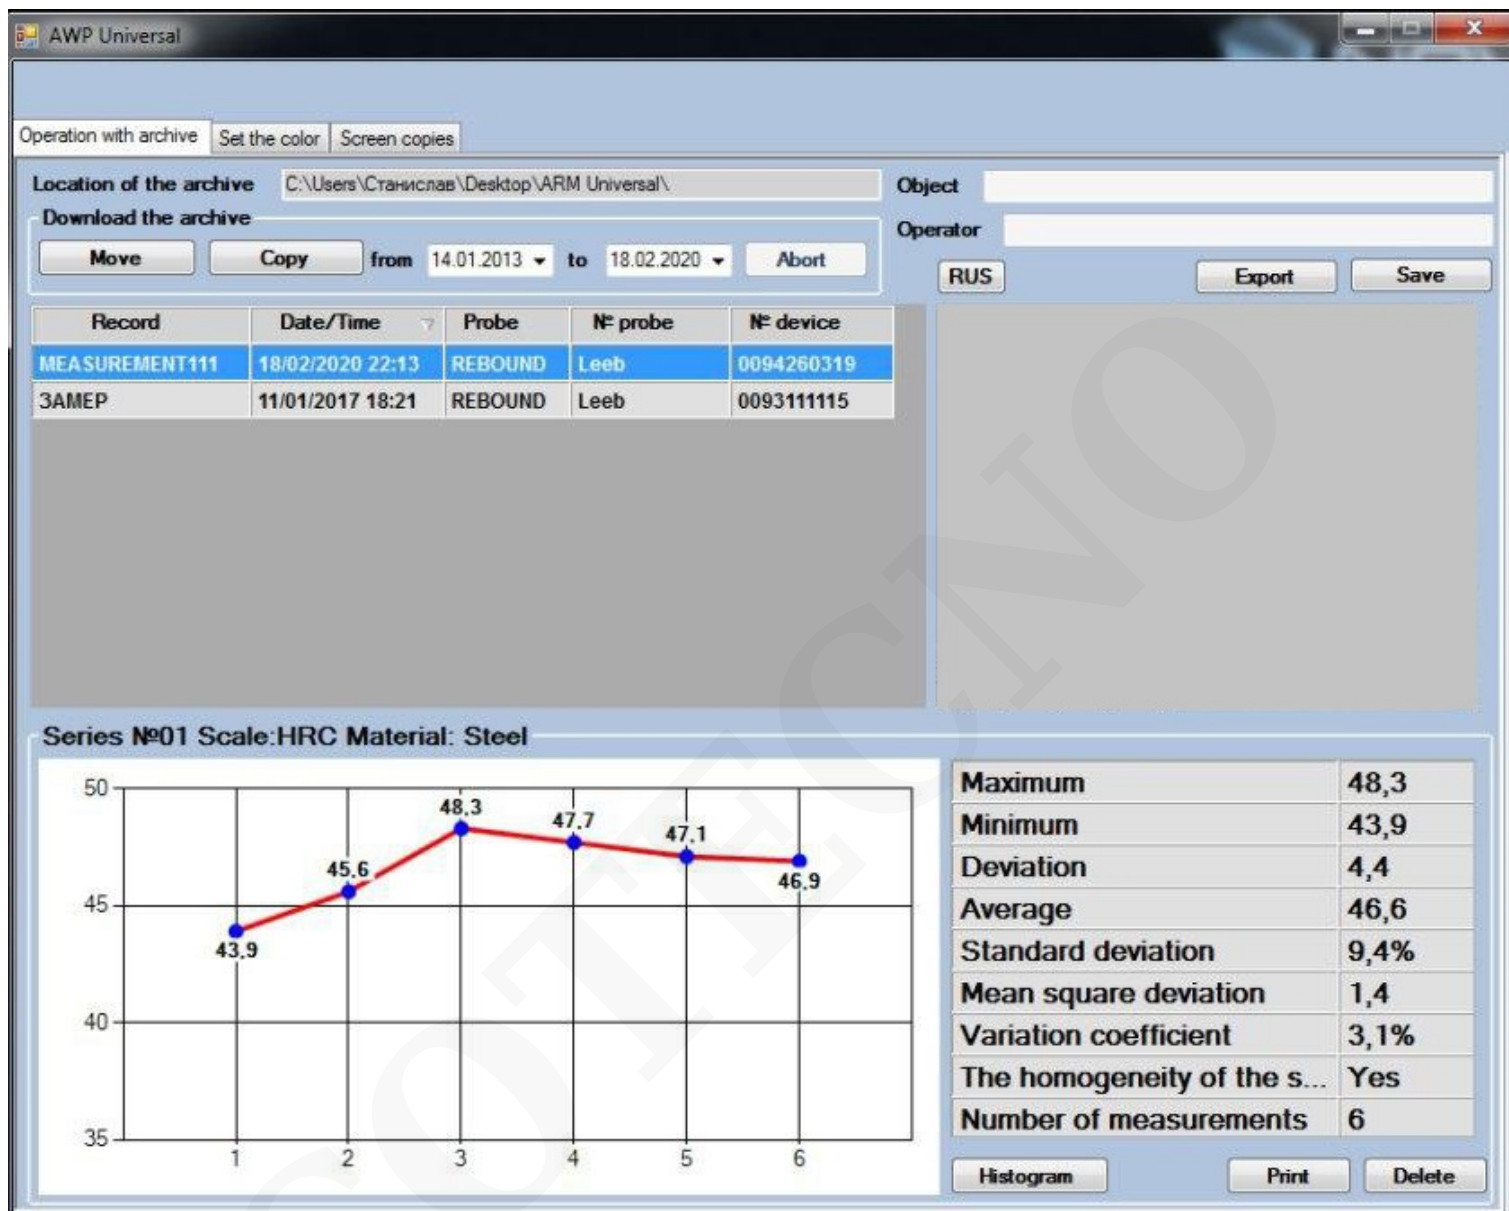 AWP Universal
Operation with archive Set the color Screen copies
Location of the archive C:\Users\Станислав\Desktop\ARM Universal\
Object
Download the archive
Operator
Move Copy from 14.01.2013 to 18.02.2020 Abort
RUS Export Save
Record Date/Time Probe № probe № device
MEASUREMENT111 18/02/2020 22:13 REBOUND Leeb 0094260319
ЗАМЕР 11/01/2017 18:21 REBOUND Leeb 0093111115
Series №01 Scale:HRC Material: Steel
50
45
40
35
43,9
45,6
48,3
47,7
47,1
46,9
1 2 3 4 5 6
Maximum 48,3
Minimum 43,9
Deviation 4,4
Average 46,6
Standard deviation 9,4%
Mean square deviation 1,4
Variation coefficient 3,1%
The homogeneity of the s... Yes
Number of measurements 6
Histogram Print Delete
OTECNO